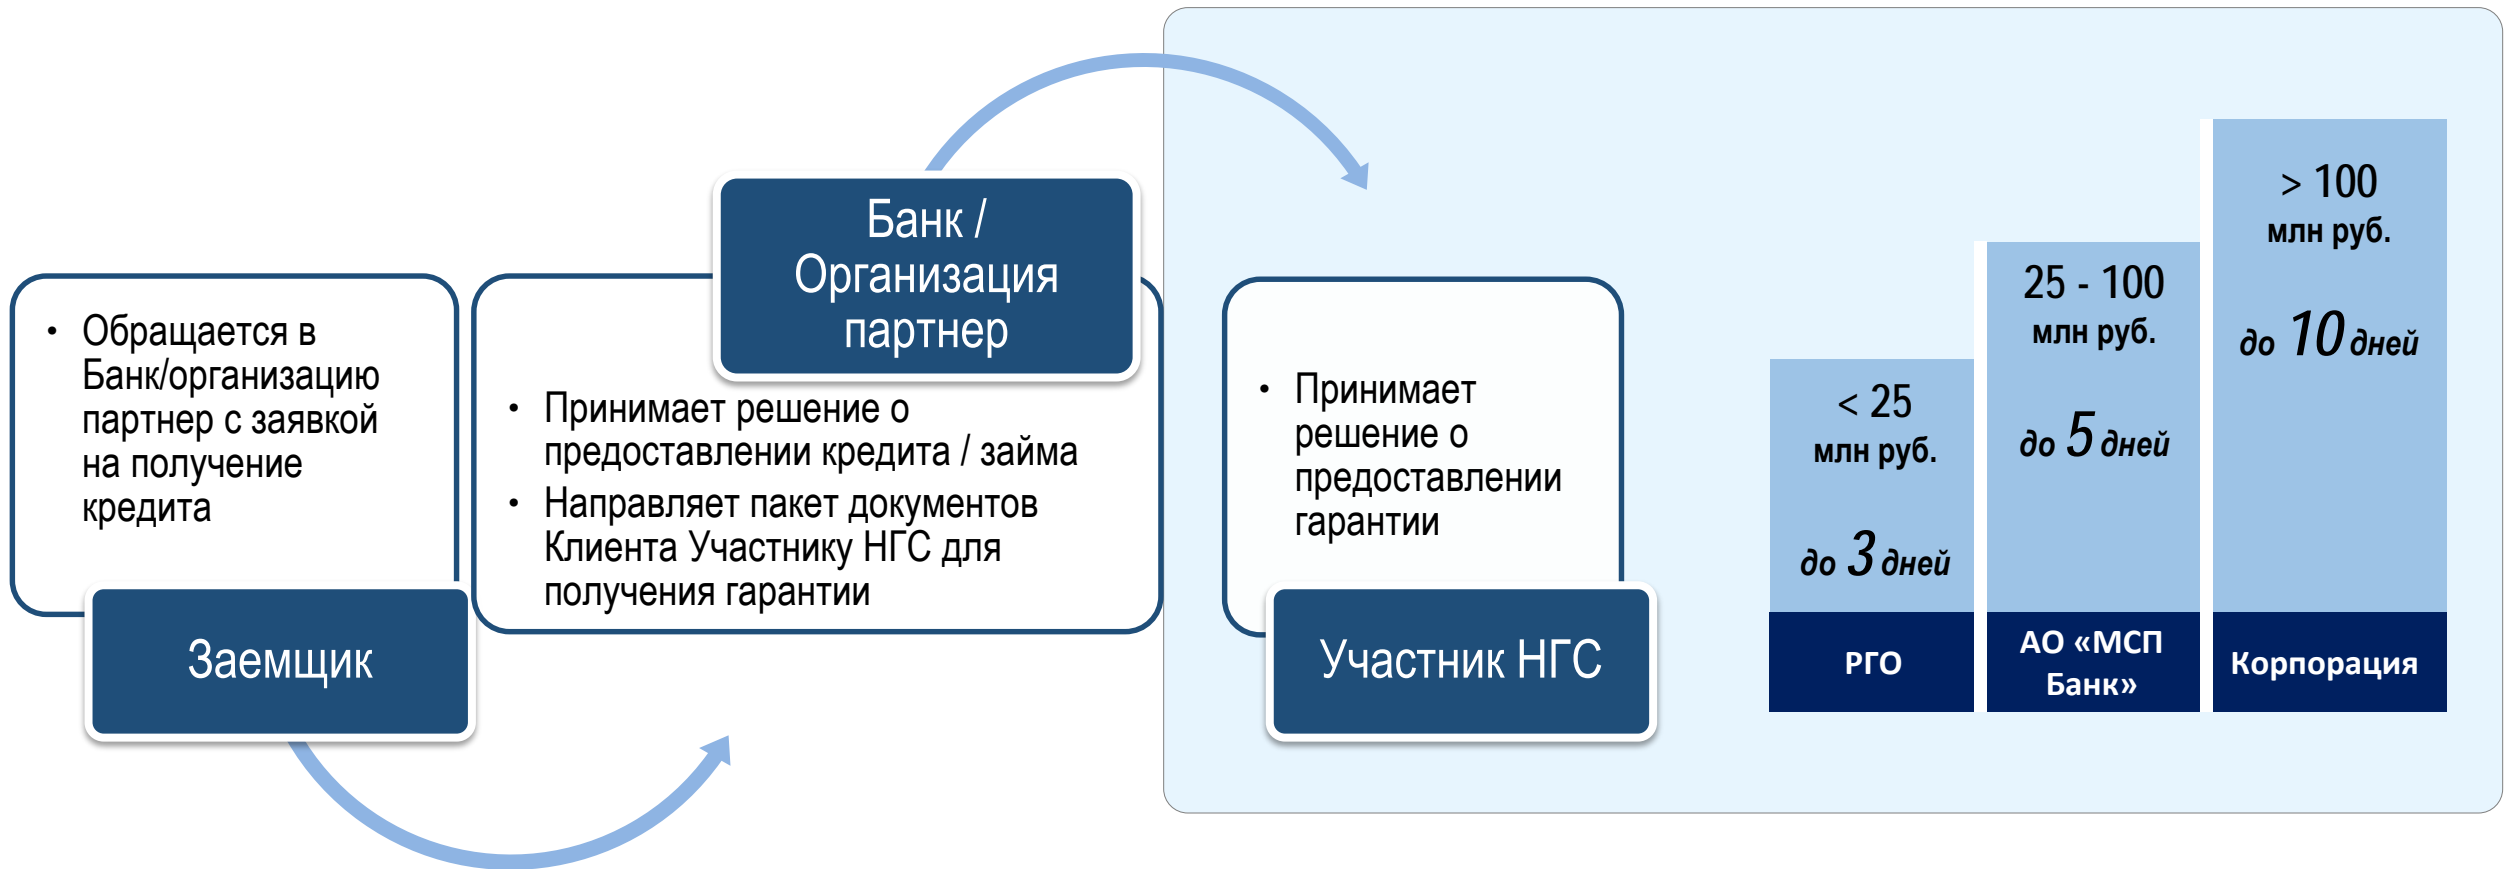 • Обращается в
Банк/организацию
партнер с заявкой
на получение
кредита
Заемщик
Банк /
Организация
партнер
• Принимает решение о
предоставлении кредита / займа
• Направляет пакет документов
Клиента Участнику НГС для
получения гарантии
• Принимает
решение о
предоставлении
гарантии
Участник НГС
< 25
млн руб.
до 3 дней
РГО
25 - 100
млн руб.
до 5 дней
АО «МСП
Банк»
> 100
млн руб.
до 10 дней
Корпорация